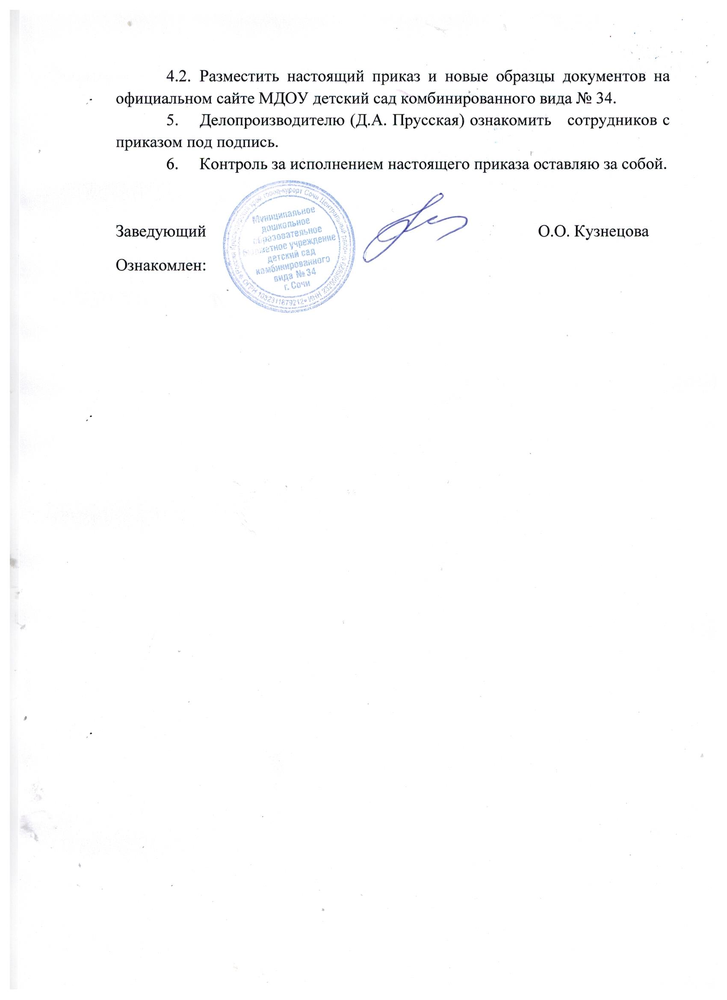 4.2. Разместить настоящий приказ и новые образцы документов на
официальном сайте МДОУ детский сад комбинированного вида № 34.
5. Делопроизводителю (Д.А. Прусская) ознакомить сотрудников с
приказом под подпись.
6. Контроль за исполнением настоящего приказа оставляю за собой.
Заведующий
О.О. Кузнецова
Ознакомлен:
Муниципальное
дошкольное
образовательное
бюджетное учреждение
детский сад
комбинированного
вида № 34
г. Сочи
Россия Краснодарский край город-курорт Сочи Центральный район
ОГРН ИНН